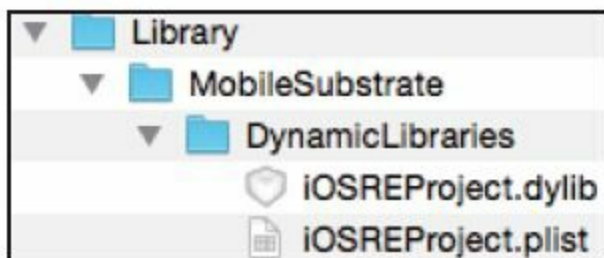 Library
MobileSubstrate
DynamicLibraries
iOSREProject.dylib
iOSREProject.plist